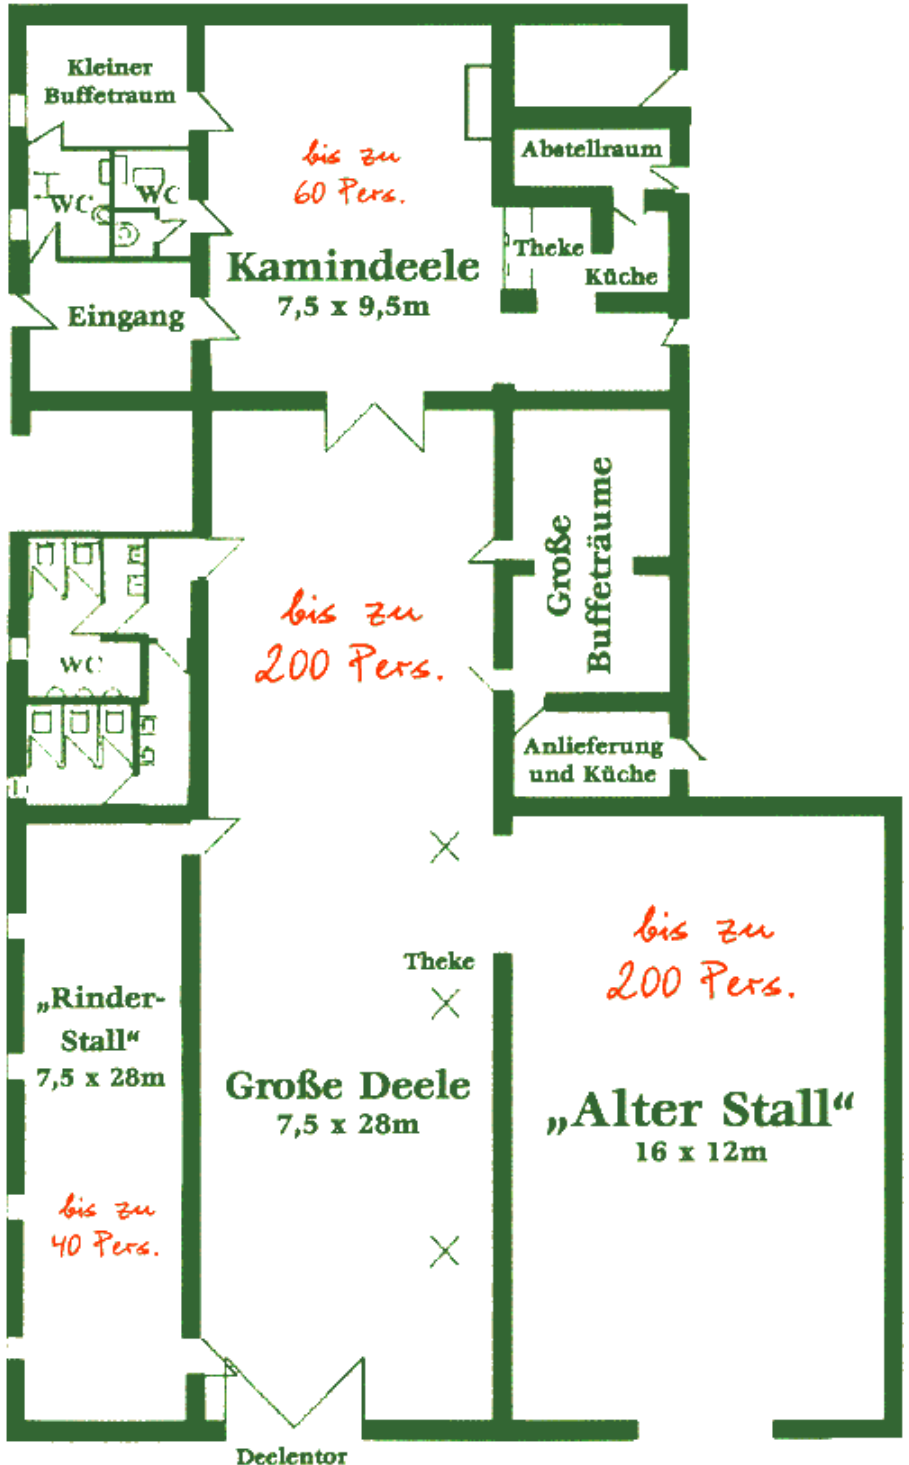 Kleiner
Buffetraum
bis zu
60 Pers.
Abstellraum
WC
WC
Theke
Küche
Kamindeele
7,5 x 9,5m
Eingang
Große
Buffeträume
bis zu
200 Pers.
WC
Anlieferung
und Küche
bis zu
200 Pers.
Theke
„Rinder-
Stall“
7,5 x 28m
Große Deele
7,5 x 28m
„Alter Stall“
16 x 12m
bis zu
40 Pers.
Deelentor